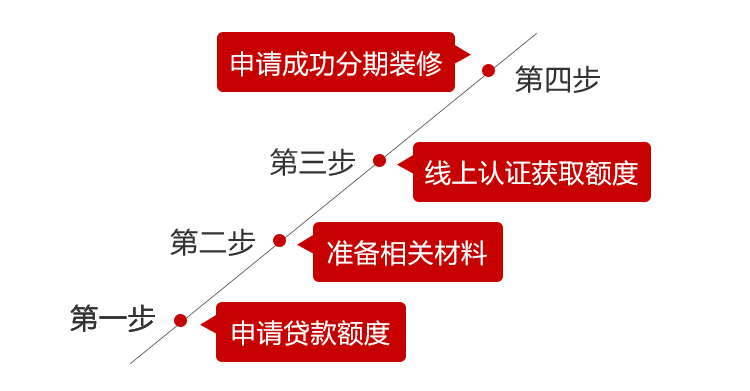 申请成功分期装修
第四步
第三步
线上认证获取额度
第二步
准备相关材料
第一步
申请贷款额度